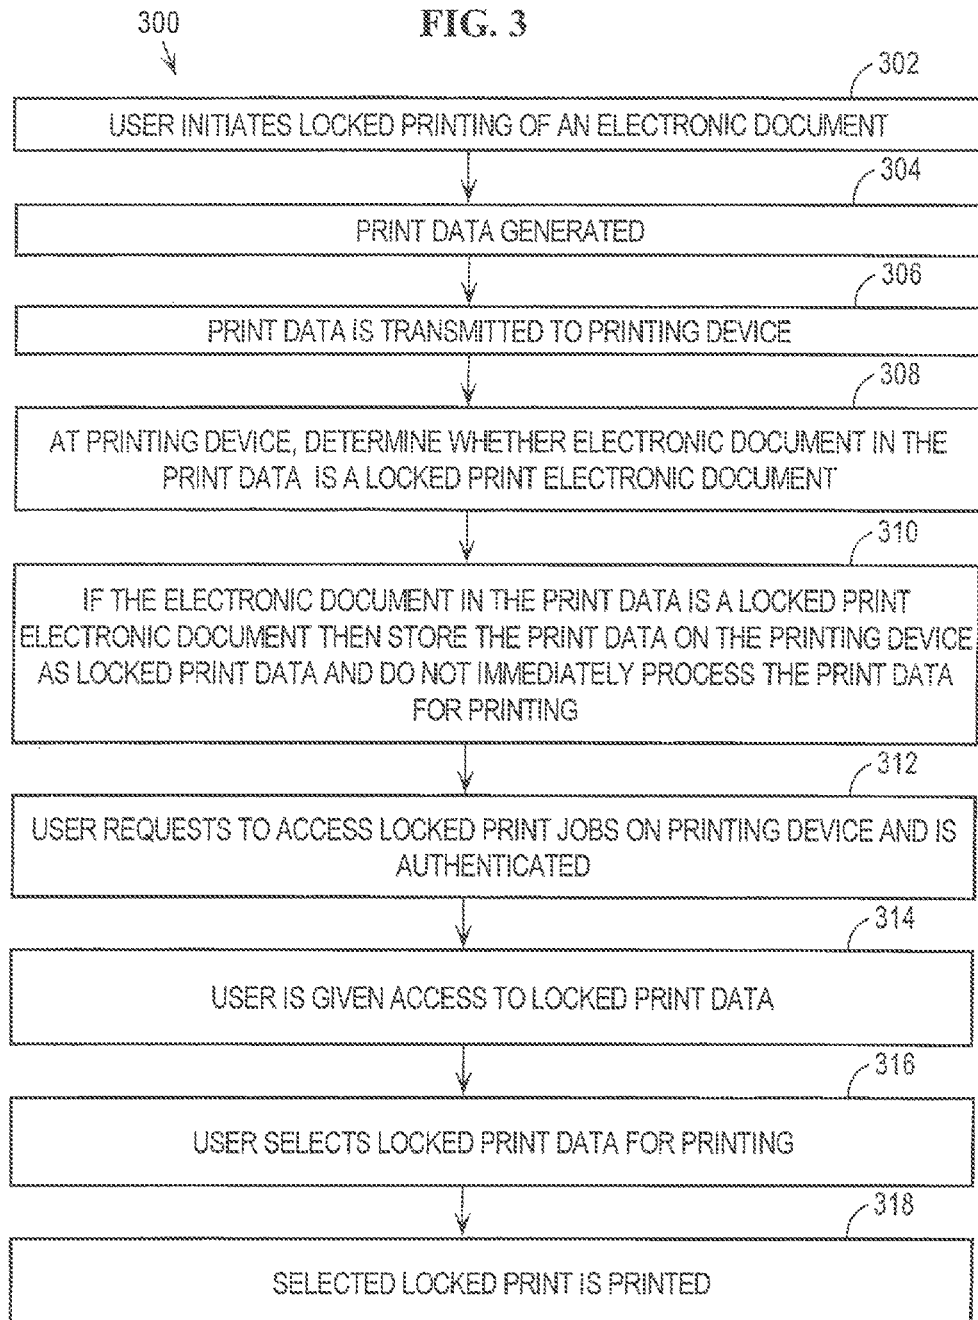 300
FIG. 3
302
USER INITIATES LOCKED PRINTING OF AN ELECTRONIC DOCUMENT
304
PRINT DATA GENERATED
306
PRINT DATA IS TRANSMITTED TO PRINTING DEVICE
308
AT PRINTING DEVICE, DETERMINE WHETHER ELECTRONIC DOCUMENT IN THE
PRINT DATA IS A LOCKED PRINT ELECTRONIC DOCUMENT
310
IF THE ELECTRONIC DOCUMENT IN THE PRINT DATA IS A LOCKED PRINT
ELECTRONIC DOCUMENT THEN STORE THE PRINT DATA ON THE PRINTING DEVICE
AS LOCKED PRINT DATA AND DO NOT IMMEDIATELY PROCESS THE PRINT DATA
FOR PRINTING
312
USER REQUESTS TO ACCESS LOCKED PRINT JOBS ON PRINTING DEVICE AND IS
AUTHENTICATED
314
USER IS GIVEN ACCESS TO LOCKED PRINT DATA
316
USER SELECTS LOCKED PRINT DATA FOR PRINTING
318
SELECTED LOCKED PRINT IS PRINTED